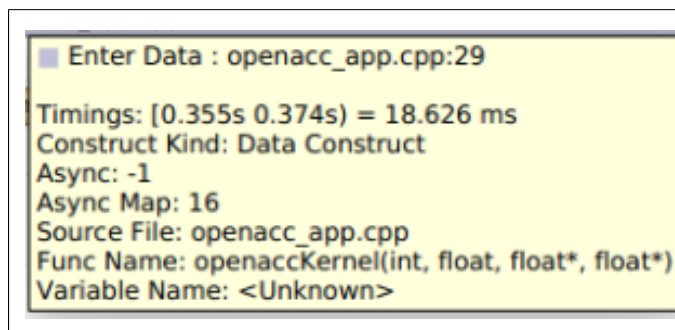 Enter Data : openacc_app.cpp:29
Timings: [0.355s 0.374s) = 18.626 ms
Construct Kind: Data Construct
Async: -1
Async Map: 16
Source File: openacc_app.cpp
Func Name: openaccKernel(int, float, float*, float*)
Variable Name: <Unknown>